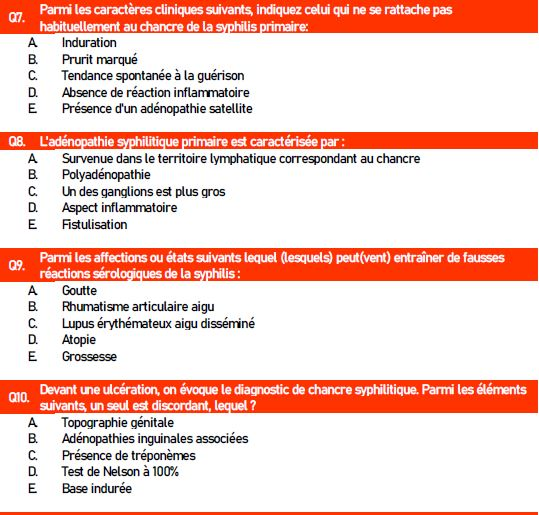 Q7. Parmi les caractères cliniques suivants, indiquez celui qui ne se rattache pas
habituellement au chancre de la syphilis primaire:
A. Induration
B. Prurit marqué
C. Tendance spontanée à la guérison
D. Absence de réaction inflammatoire
E. Présence d'un adénopathie satellite
Q8. L'adénopathie syphilitique primaire est caractérisée par :
A. Survenue dans le territoire lymphatique correspondant au chancre
B. Polyadénopathie
C. Un des ganglions est plus gros
D. Aspect inflammatoire
E. Fistulisation
Q9. Parmi les affections ou états suivants lequel (lesquels) peut(vent) entraîner de fausses
réactions sérologiques de la syphilis :
A. Goutte
B. Rhumatisme articulaire aigu
C. Lupus érythémateux aigu disséminé
D. Atopie
E. Grossesse
Q10. Devant une ulcération, on évoque le diagnostic de chancre syphilitique. Parmi les éléments
suivants, un seul est discordant, lequel ?
A. Topographie génitale
B. Adénopathies inguinales associées
C. Présence de tréponèmes
D. Test de Nelson à 100%
E. Base indurée